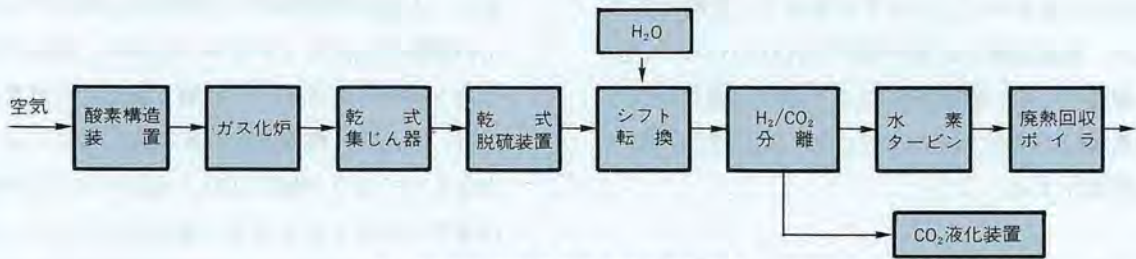 H₂O
空気
酸素構造
装置
ガス化炉
乾式
集じん器
乾式
脱硫装置
シフト
転換
H₂/CO₂
分離
水素
タービン
廃熱回収
ボイラ
CO₂液化装置